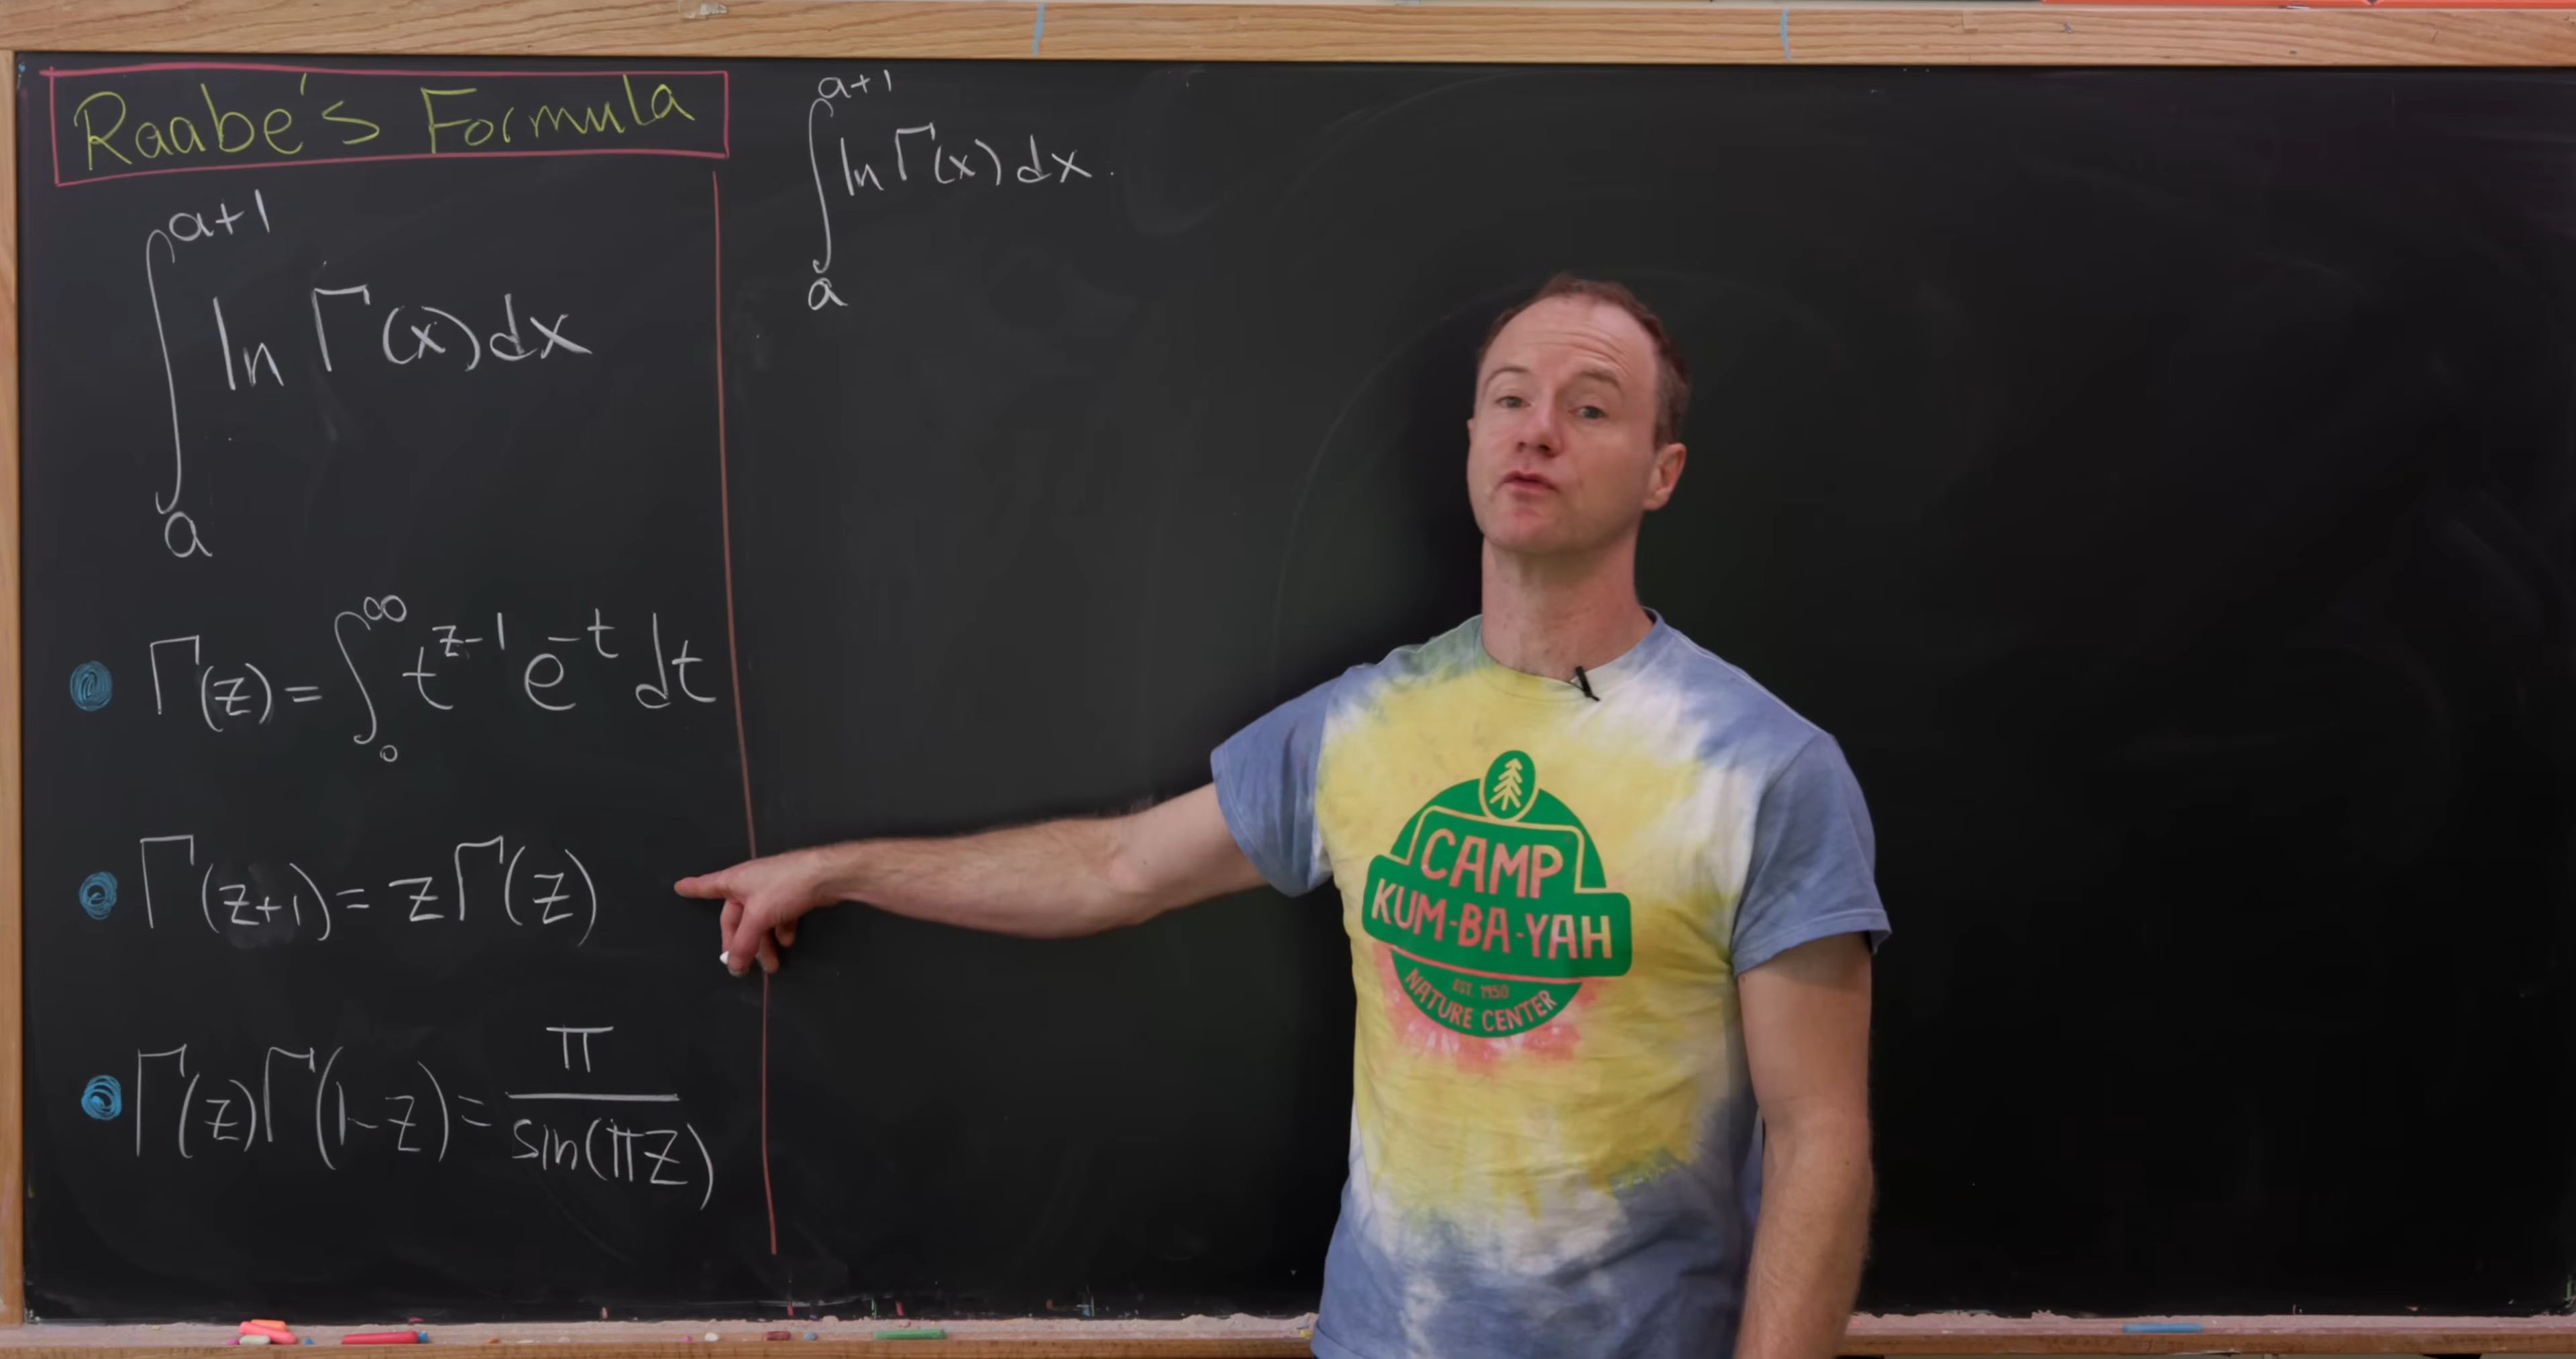 Raabe's Formula
∫_a^{a+1} ln Γ(x) dx
• Γ(z) = ∫_0^∞ t^{z-1} e^{-t} dt
• Γ(z+1) = zΓ(z)
• Γ(z)Γ(1-z) = π / sin(πz)
∫_a^{a+1} ln Γ(x) dx
CAMP
KUM-BA-YAH
EST. 1950
NATURE CENTER